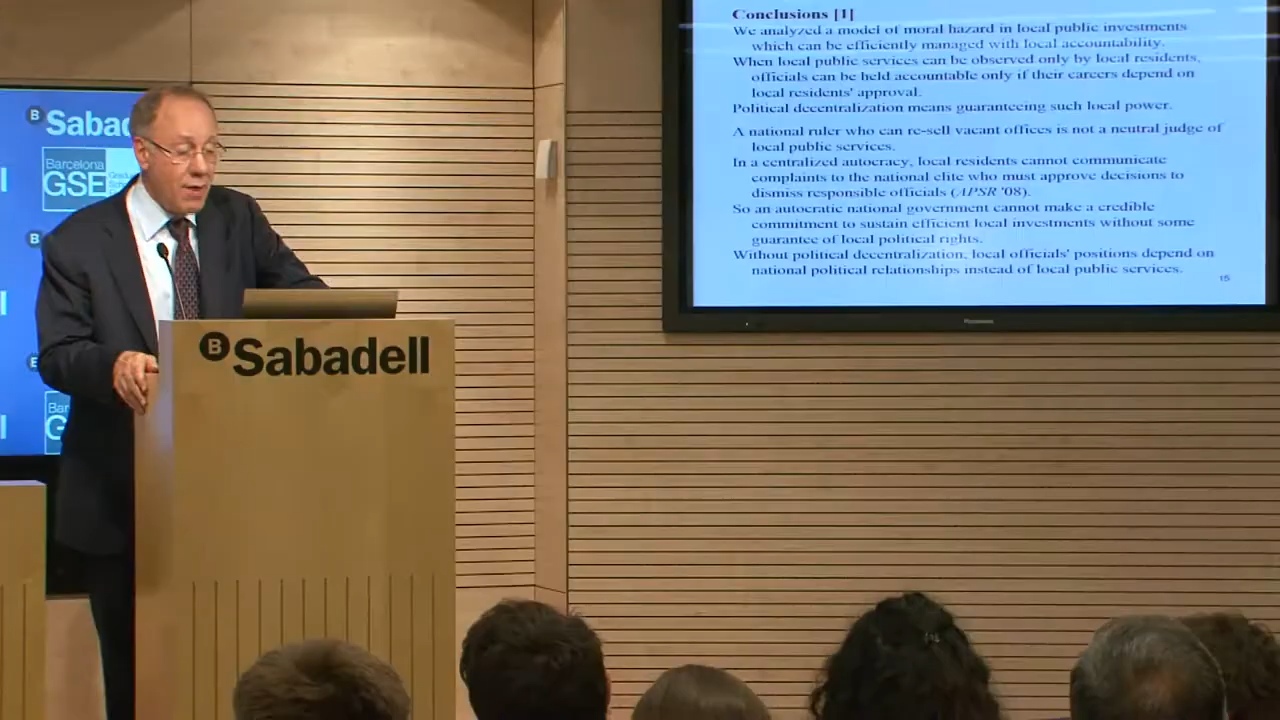 B Sabad
Barcelona
GSE
Graduate
Sch
B
B
Bar
G
B Sabadell
Conclusions [1]
We analyzed a model of moral hazard in local public investments
which can be efficiently managed with local accountability.
When local public services can be observed only by local residents,
officials can be held accountable only if their careers depend on
local residents' approval.
Political decentralization means guaranteeing such local power.
A national ruler who can re-sell vacant offices is not a neutral judge of
local public services.
In a centralized autocracy, local residents cannot communicate
complaints to the national elite who must approve decisions to
dismiss responsible officials (APSR '08).
So an autocratic national government cannot make a credible
commitment to sustain efficient local investments without some
guarantee of local political rights.
Without political decentralization, local officials' positions depend on
national political relationships instead of local public services.
15
Panasonic